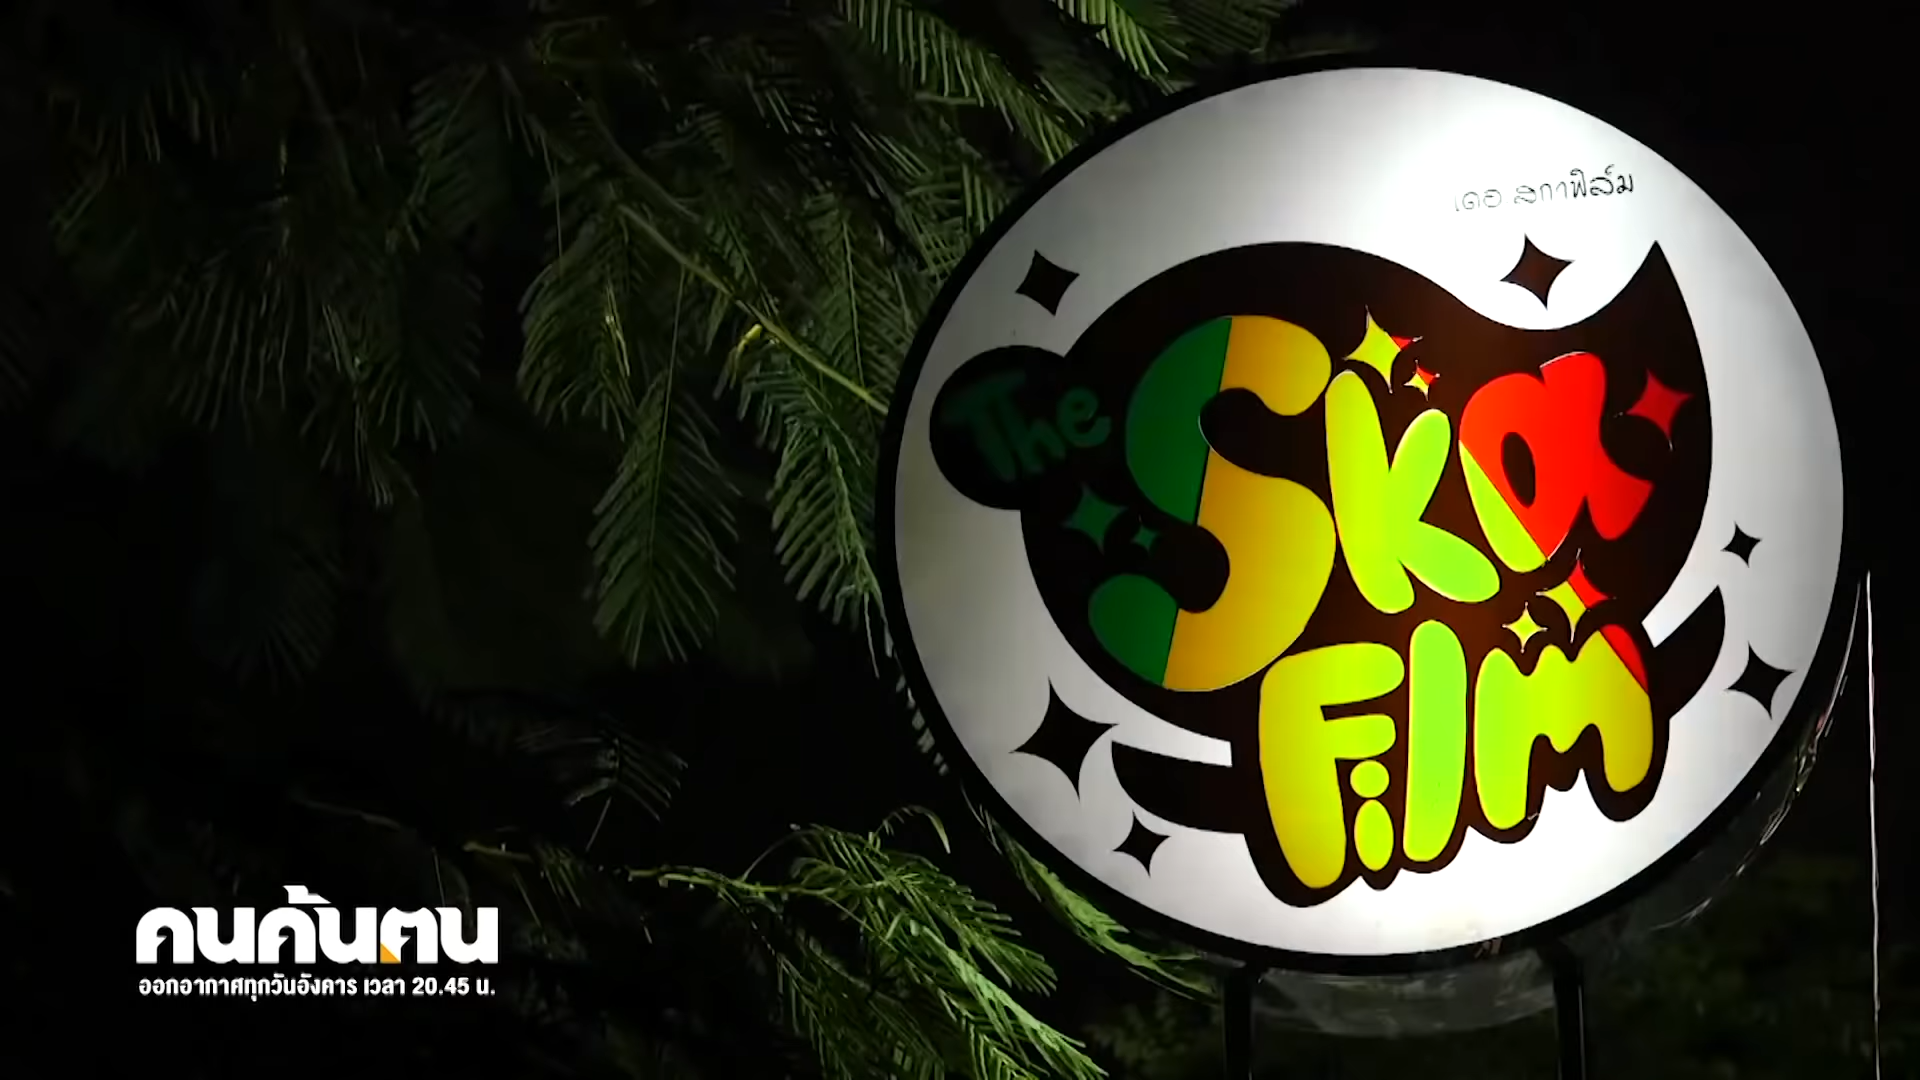 เดอ สกาฟิล์ม
The
Ska
Film
คนค้นฅน
ออกอากาศทุกวันอังคาร เวลา 20.45 น.